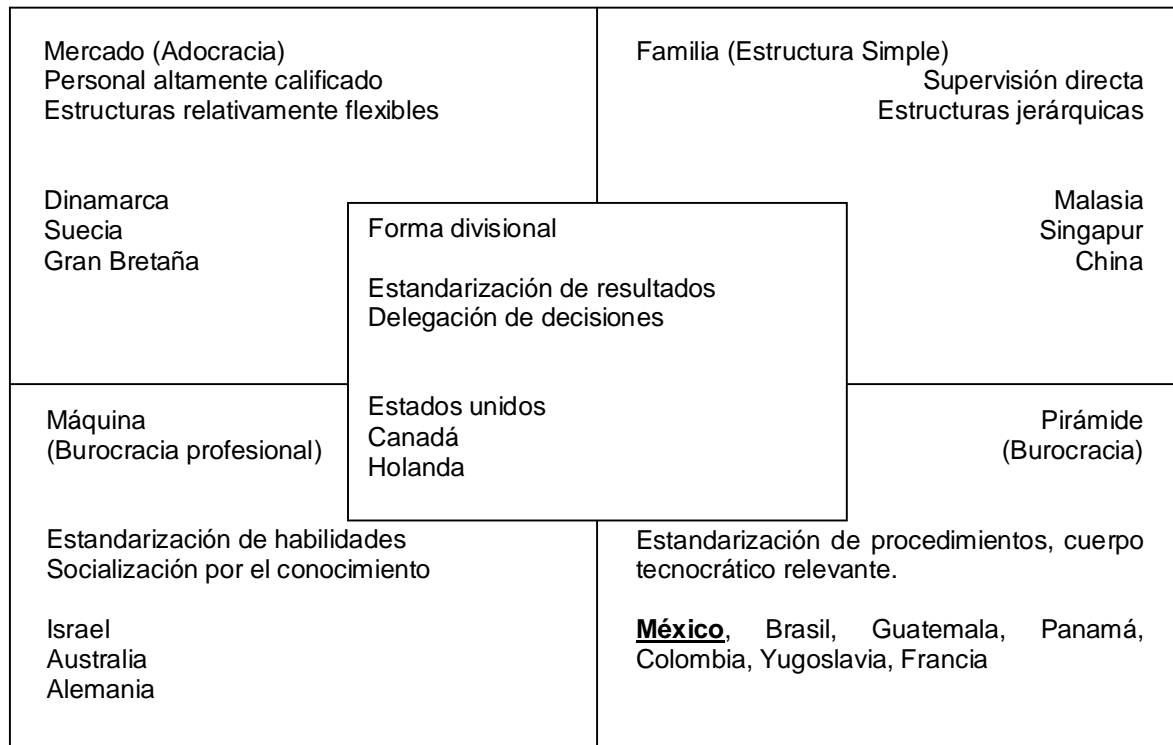 Mercado (Adocracia)
Personal altamente calificado
Estructuras relativamente flexibles
Dinamarca
Suecia
Gran Bretaña
Familia (Estructura Simple)
Supervisión directa
Estructuras jerárquicas
Malasia
Singapur
China
Forma divisional
Estandarización de resultados
Delegación de decisiones
Estados unidos
Canadá
Holanda
Máquina
(Burocracia profesional)
Estandarización de habilidades
Socialización por el conocimiento
Israel
Australia
Alemania
Pirámide
(Burocracia)
Estandarización de procedimientos, cuerpo
tecnocrático relevante.
México, Brasil, Guatemala, Panamá,
Colombia, Yugoslavia, Francia